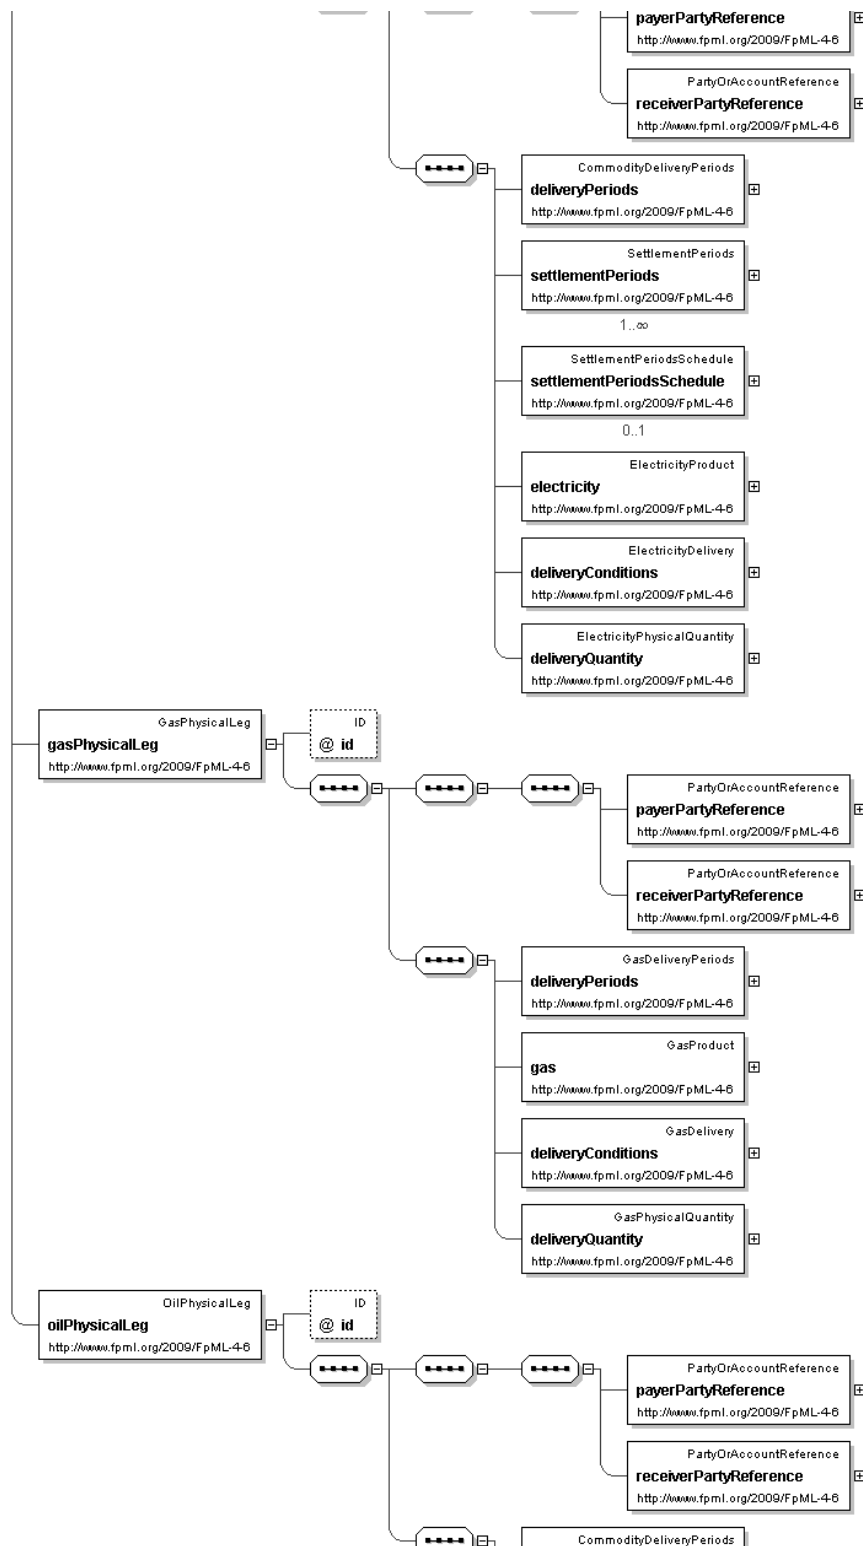 payerPartyReference
http://www.fpml.org/2009/FpML-4-6
PartyOrAccountReference
receiverPartyReference
http://www.fpml.org/2009/FpML-4-6
CommodityDeliveryPeriods
deliveryPeriods
http://www.fpml.org/2009/FpML-4-6
SettlementPeriods
settlementPeriods
http://www.fpml.org/2009/FpML-4-6
1..∞
SettlementPeriodsSchedule
settlementPeriodsSchedule
http://www.fpml.org/2009/FpML-4-6
0..1
ElectricityProduct
electricity
http://www.fpml.org/2009/FpML-4-6
ElectricityDelivery
deliveryConditions
http://www.fpml.org/2009/FpML-4-6
ElectricityPhysicalQuantity
deliveryQuantity
http://www.fpml.org/2009/FpML-4-6
GasPhysicalLeg
gasPhysicalLeg
http://www.fpml.org/2009/FpML-4-6
ID
@ id
PartyOrAccountReference
payerPartyReference
http://www.fpml.org/2009/FpML-4-6
PartyOrAccountReference
receiverPartyReference
http://www.fpml.org/2009/FpML-4-6
GasDeliveryPeriods
deliveryPeriods
http://www.fpml.org/2009/FpML-4-6
GasProduct
gas
http://www.fpml.org/2009/FpML-4-6
GasDelivery
deliveryConditions
http://www.fpml.org/2009/FpML-4-6
GasPhysicalQuantity
deliveryQuantity
http://www.fpml.org/2009/FpML-4-6
OilPhysicalLeg
oilPhysicalLeg
http://www.fpml.org/2009/FpML-4-6
ID
@ id
PartyOrAccountReference
payerPartyReference
http://www.fpml.org/2009/FpML-4-6
PartyOrAccountReference
receiverPartyReference
http://www.fpml.org/2009/FpML-4-6
CommodityDeliveryPeriods